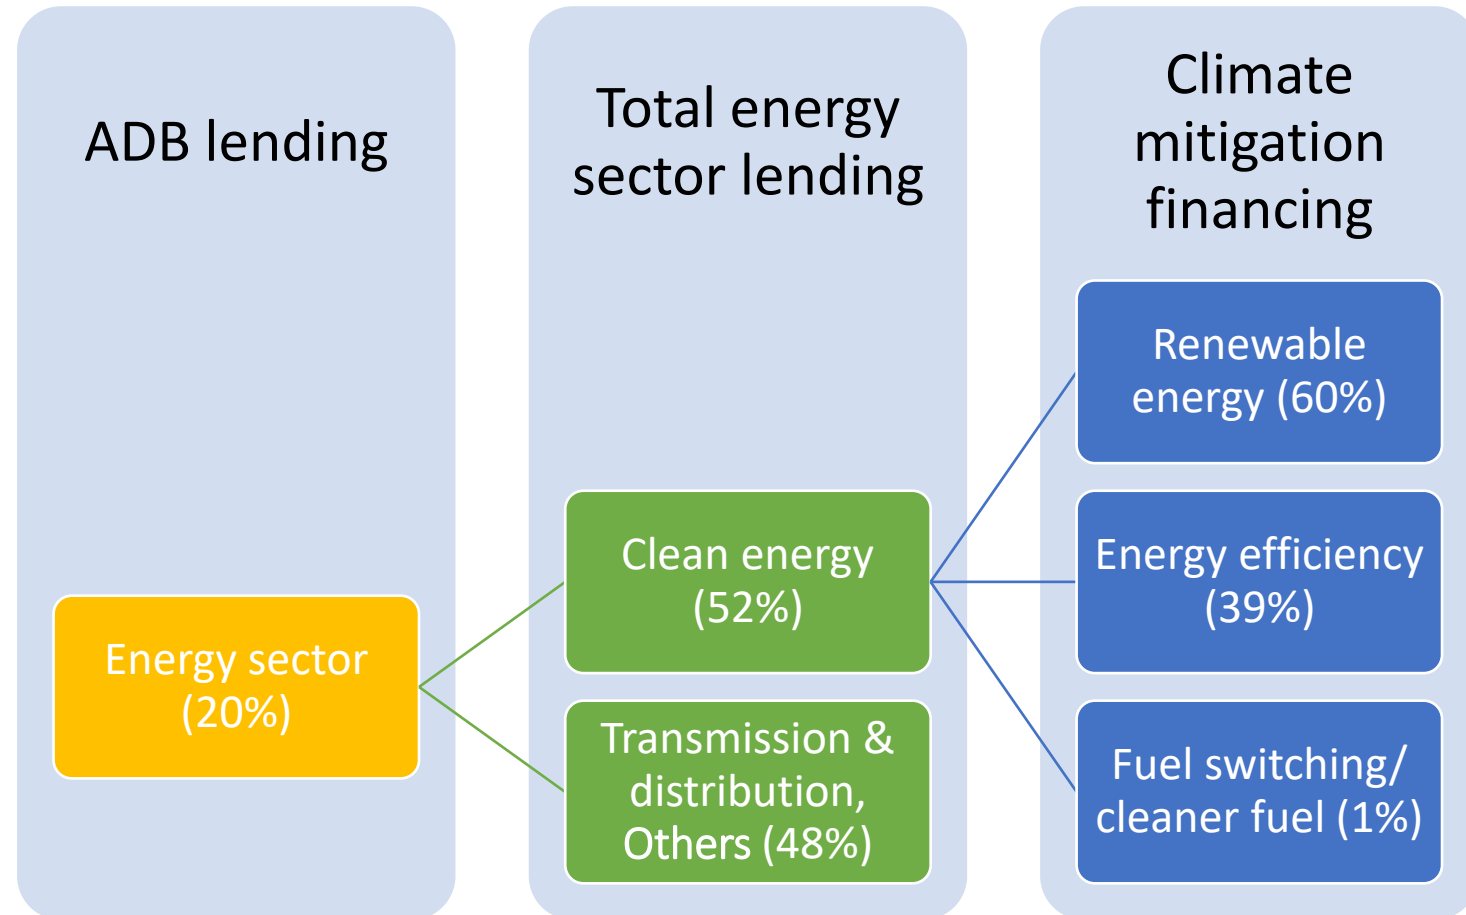 ADB lending
Energy sector
(20%)
Total energy
sector lending
Clean energy
(52%)
Transmission &
distribution,
Others (48%)
Climate
mitigation
financing
Renewable
energy (60%)
Energy efficiency
(39%)
Fuel switching/
cleaner fuel (1%)